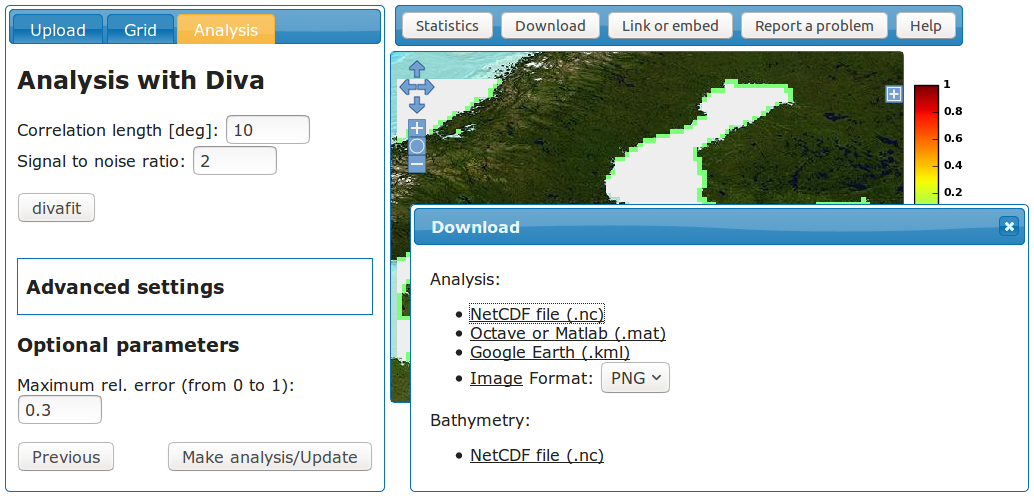 Upload Grid Analysis
Analysis with Diva
Correlation length [deg]: 10
Signal to noise ratio: 2
divafit
Advanced settings
Optional parameters
Maximum rel. error (from 0 to 1):
0.3
Previous Make analysis/Update
Statistics Download Link or embed Report a problem Help
1
0.8
0.6
0.4
0.2
Download
Analysis:
NetCDF file (.nc)
Octave or Matlab (.mat)
Google Earth (.kml)
Image Format: PNG
Bathymetry:
NetCDF file (.nc)